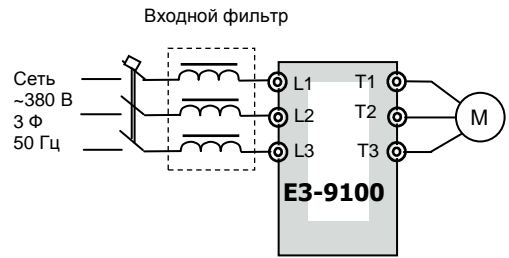 Входной фильтр
Сеть
~380 В
3 Ф
50 Гц
L1
T1
L2
T2
L3
T3
М
E3-9100